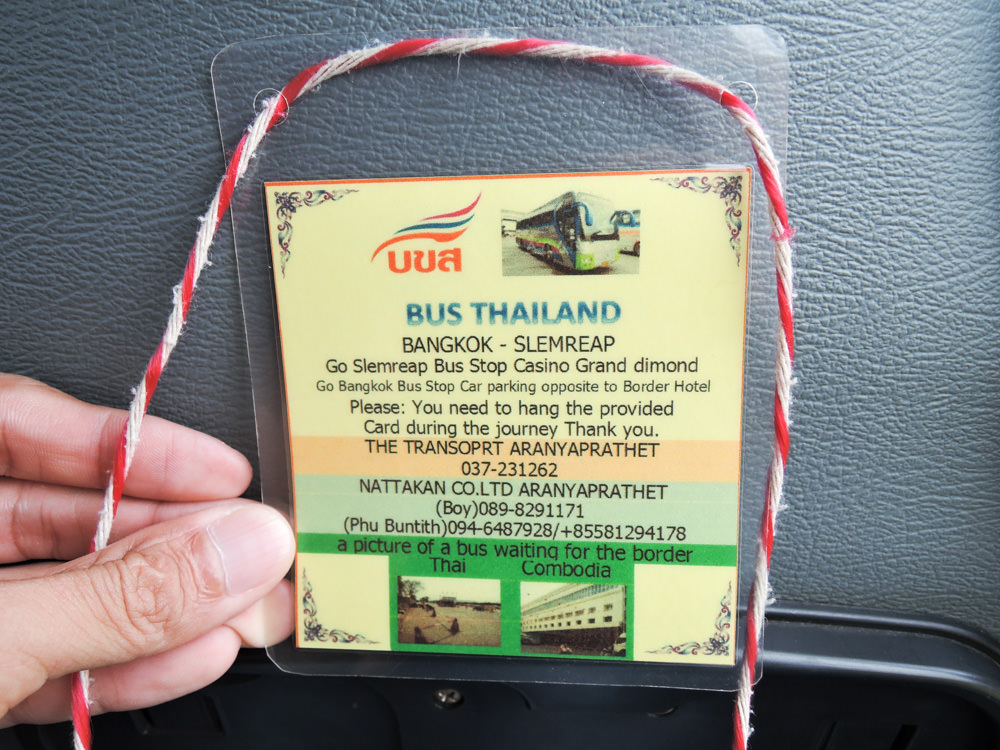 บขส
BUS THAILAND
BANGKOK - SLEMREAP
Go Slemreap Bus Stop Casino Grand dimond
Go Bangkok Bus Stop Car parking opposite to Border Hotel
Please: You need to hang the provided
Card during the journey Thank you.
THE TRANSOPRT ARANYAPRATHET
037-231262
NATTAKAN CO.LTD ARANYAPRATHET
(Boy)089-8291171
(Phu Buntith)094-6487928/+85581294178
a picture of a bus waiting for the border
Thai Combodia